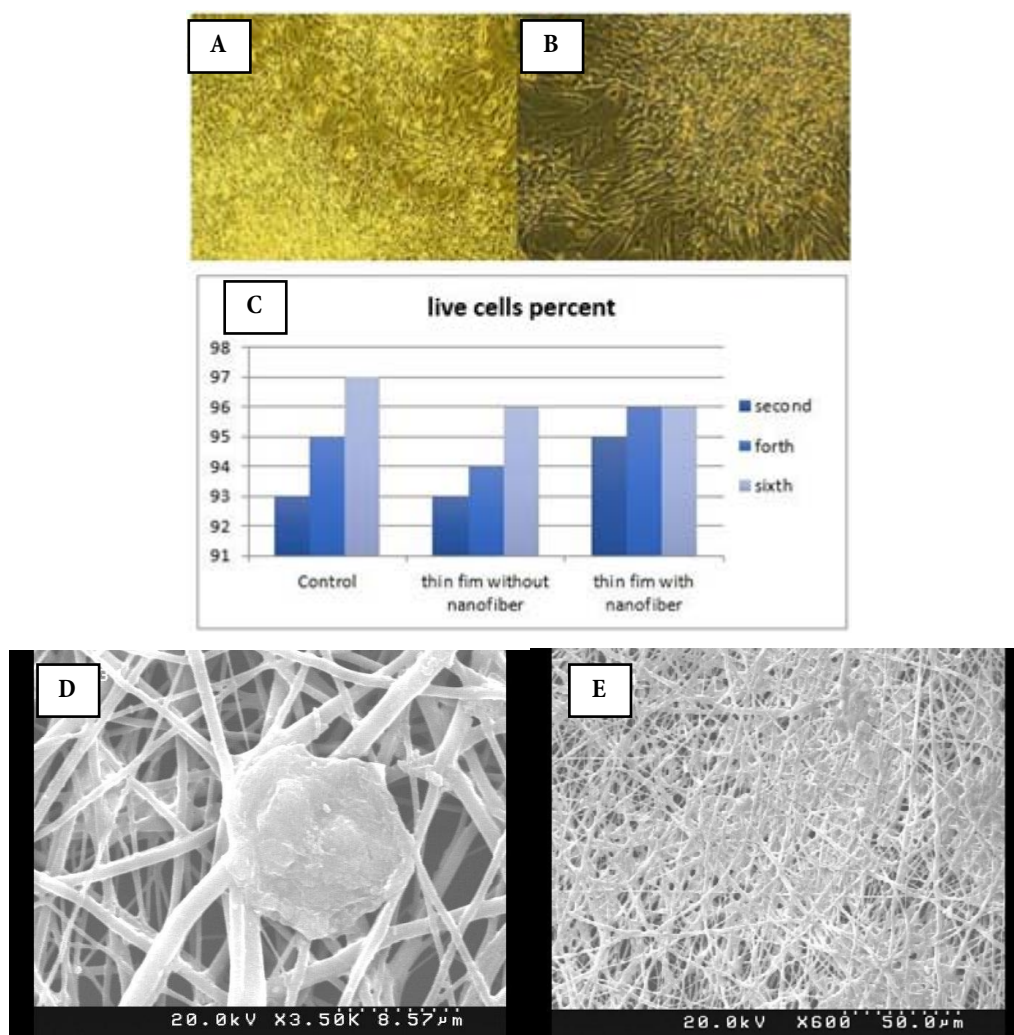 A
B
C
live cells percent
98
97
96
95
94
93
92
91
second
forth
sixth
Control
thin fim without
nanofiber
thin fim with
nanofiber
D
E
20.0kV X3.50K 8.57µm
20.0kV X600 50.0µm